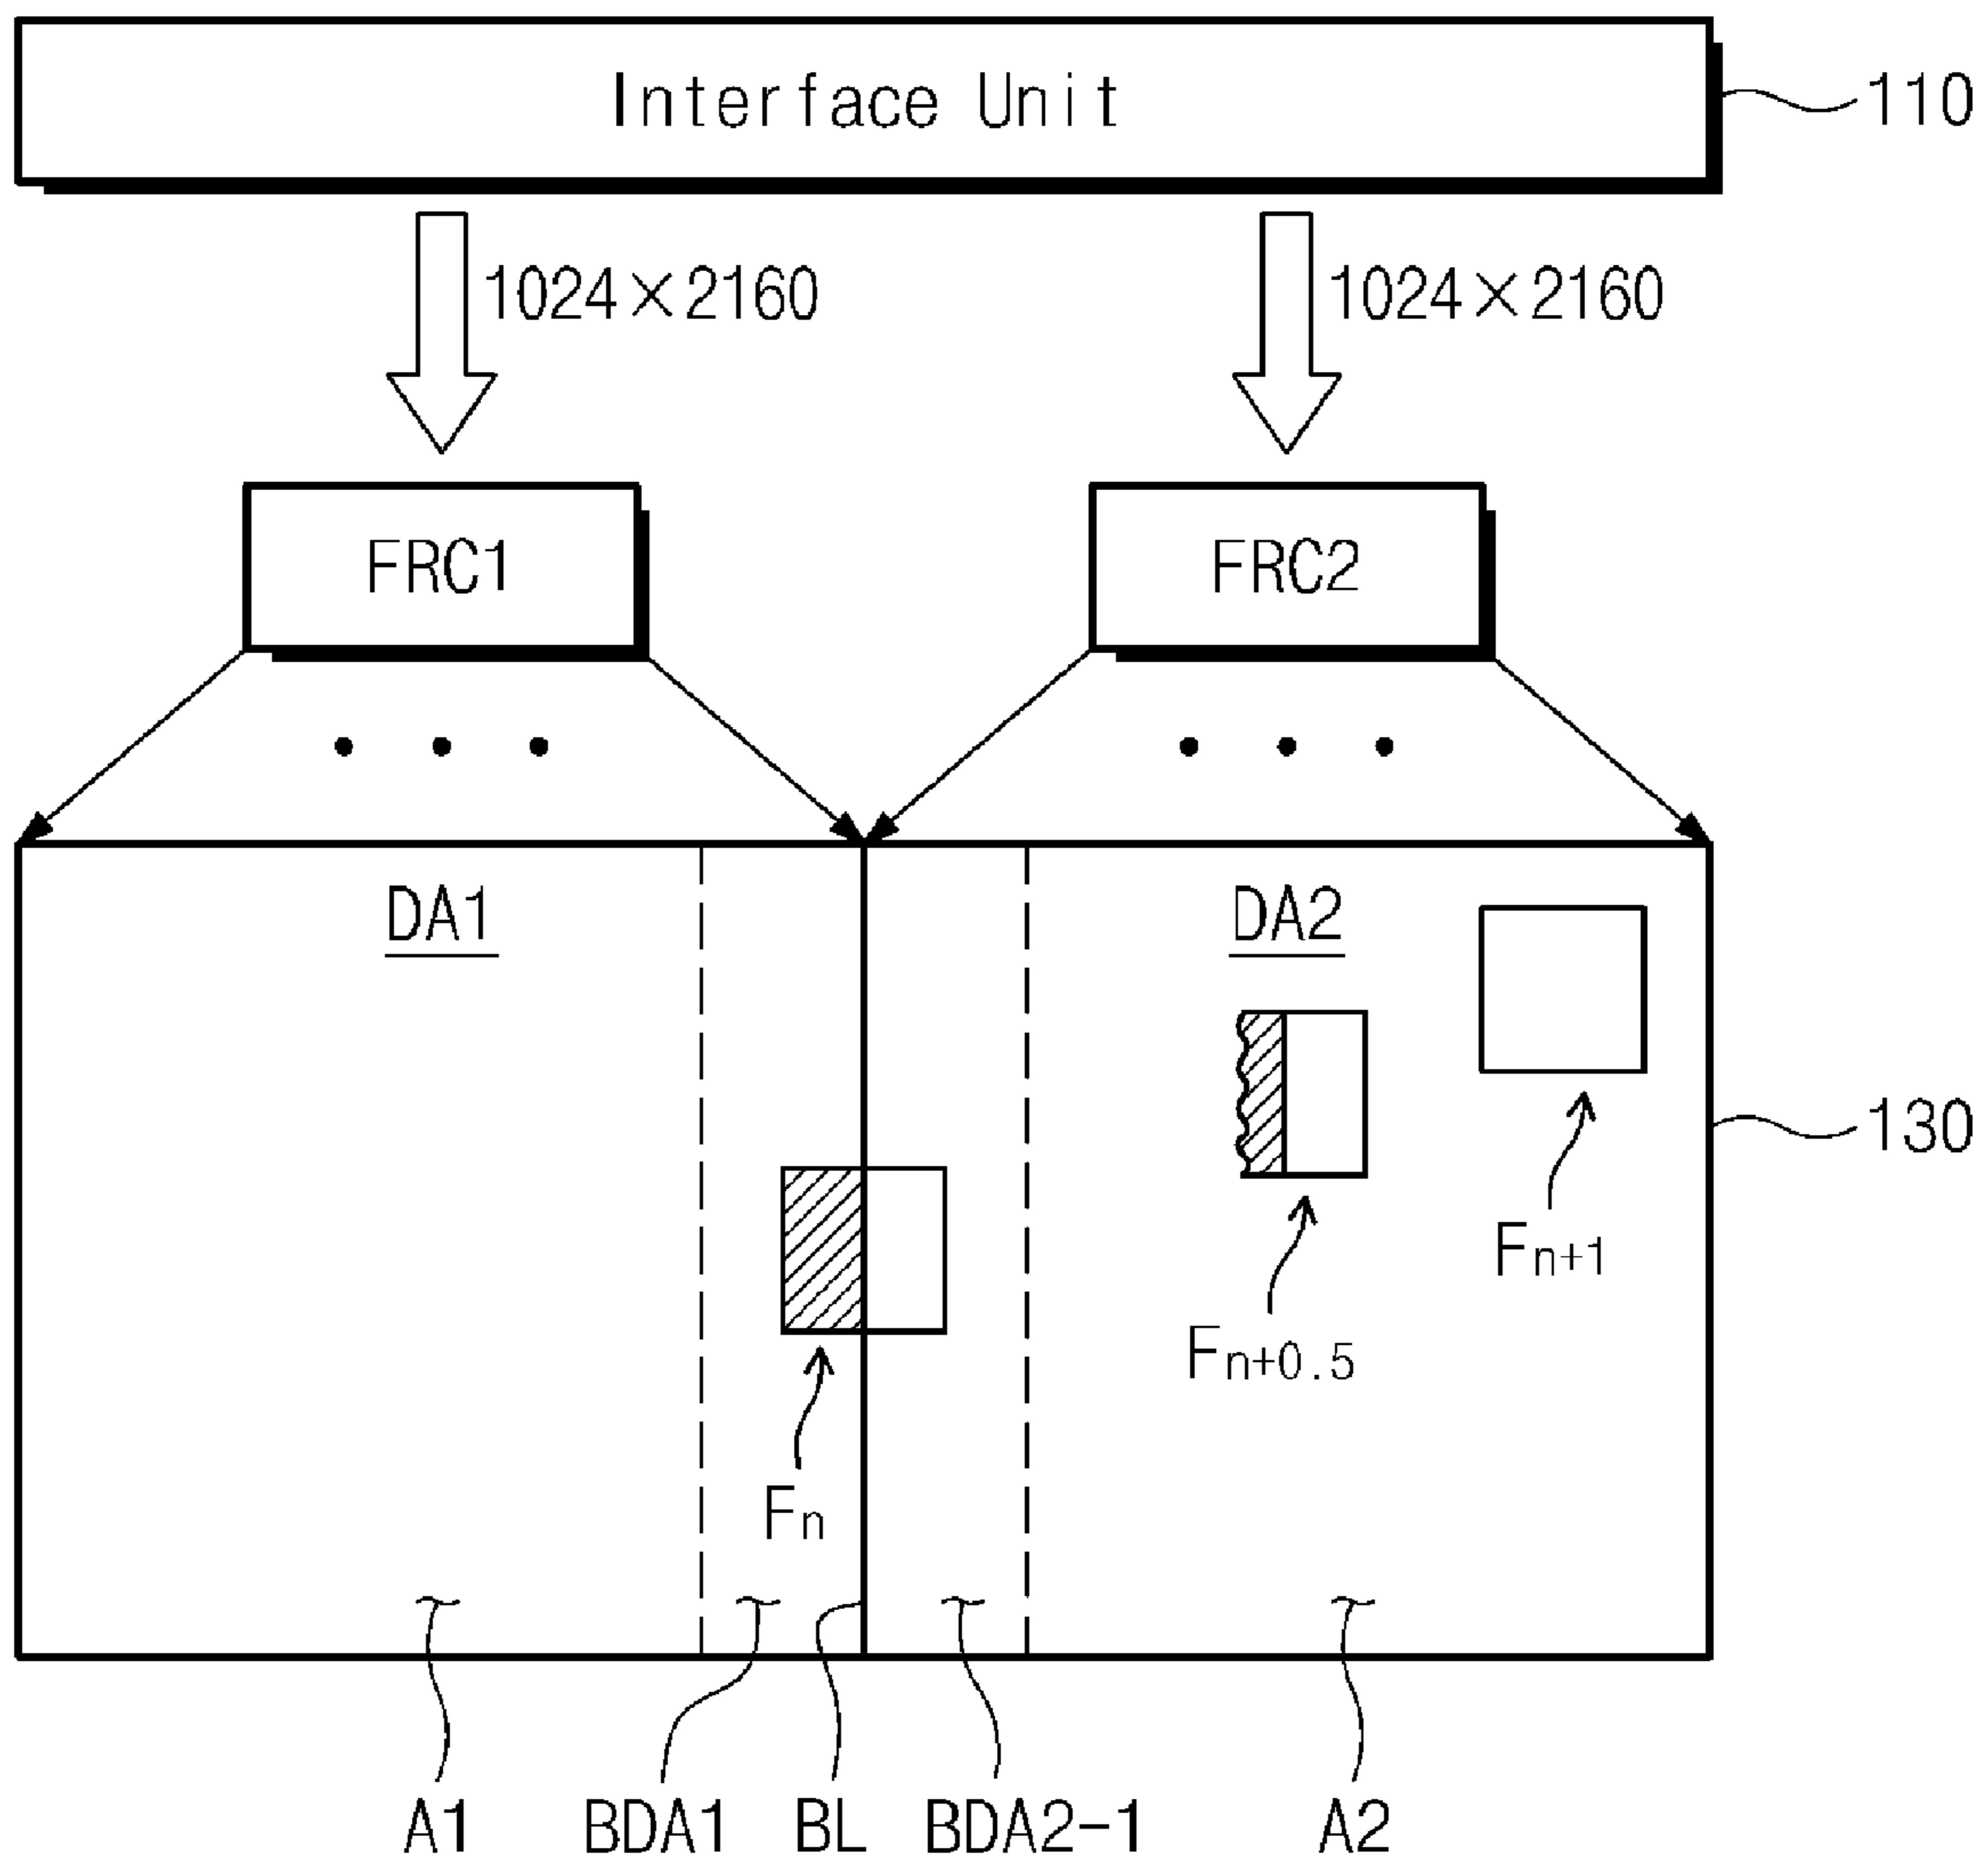 Interface Unit
110
1024×2160
1024×2160
FRC1
FRC2
DA1
DA2
130
Fn+1
Fn+0.5
Fn
A1
BDA1
BL
BDA2-1
A2